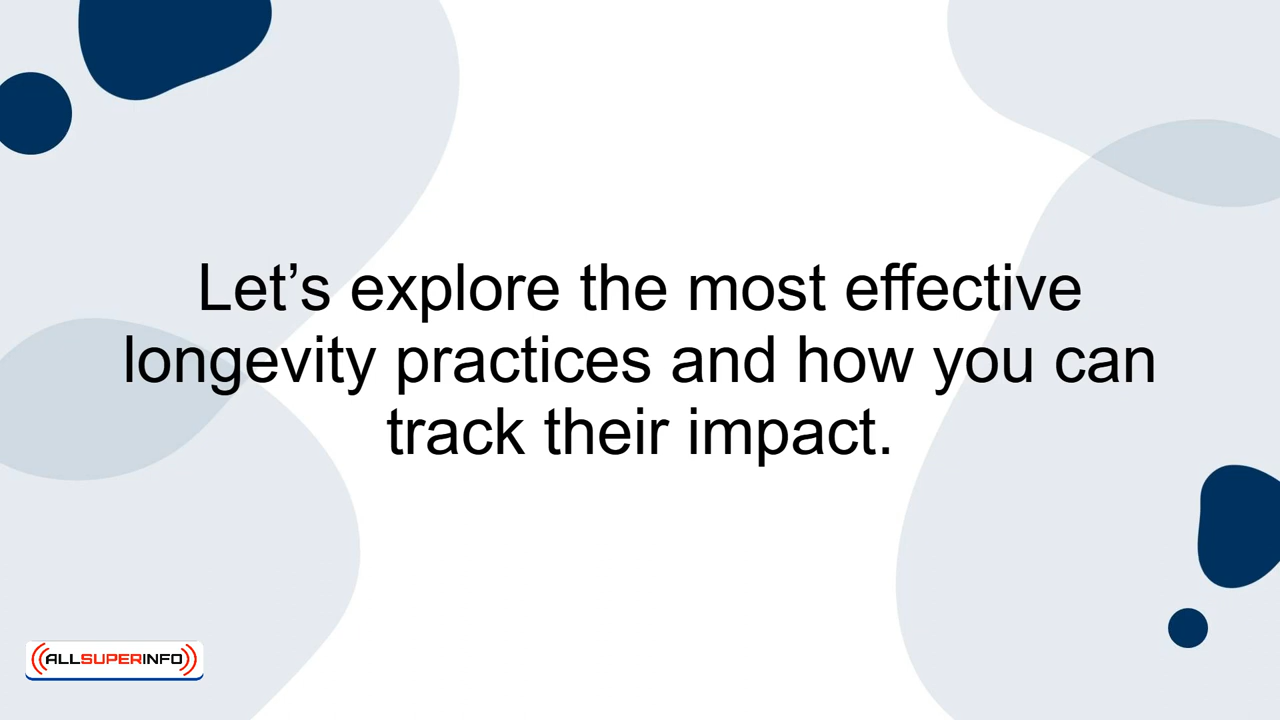 Let’s explore the most effective
longevity practices and how you can
track their impact.
ALLSUPERINFO